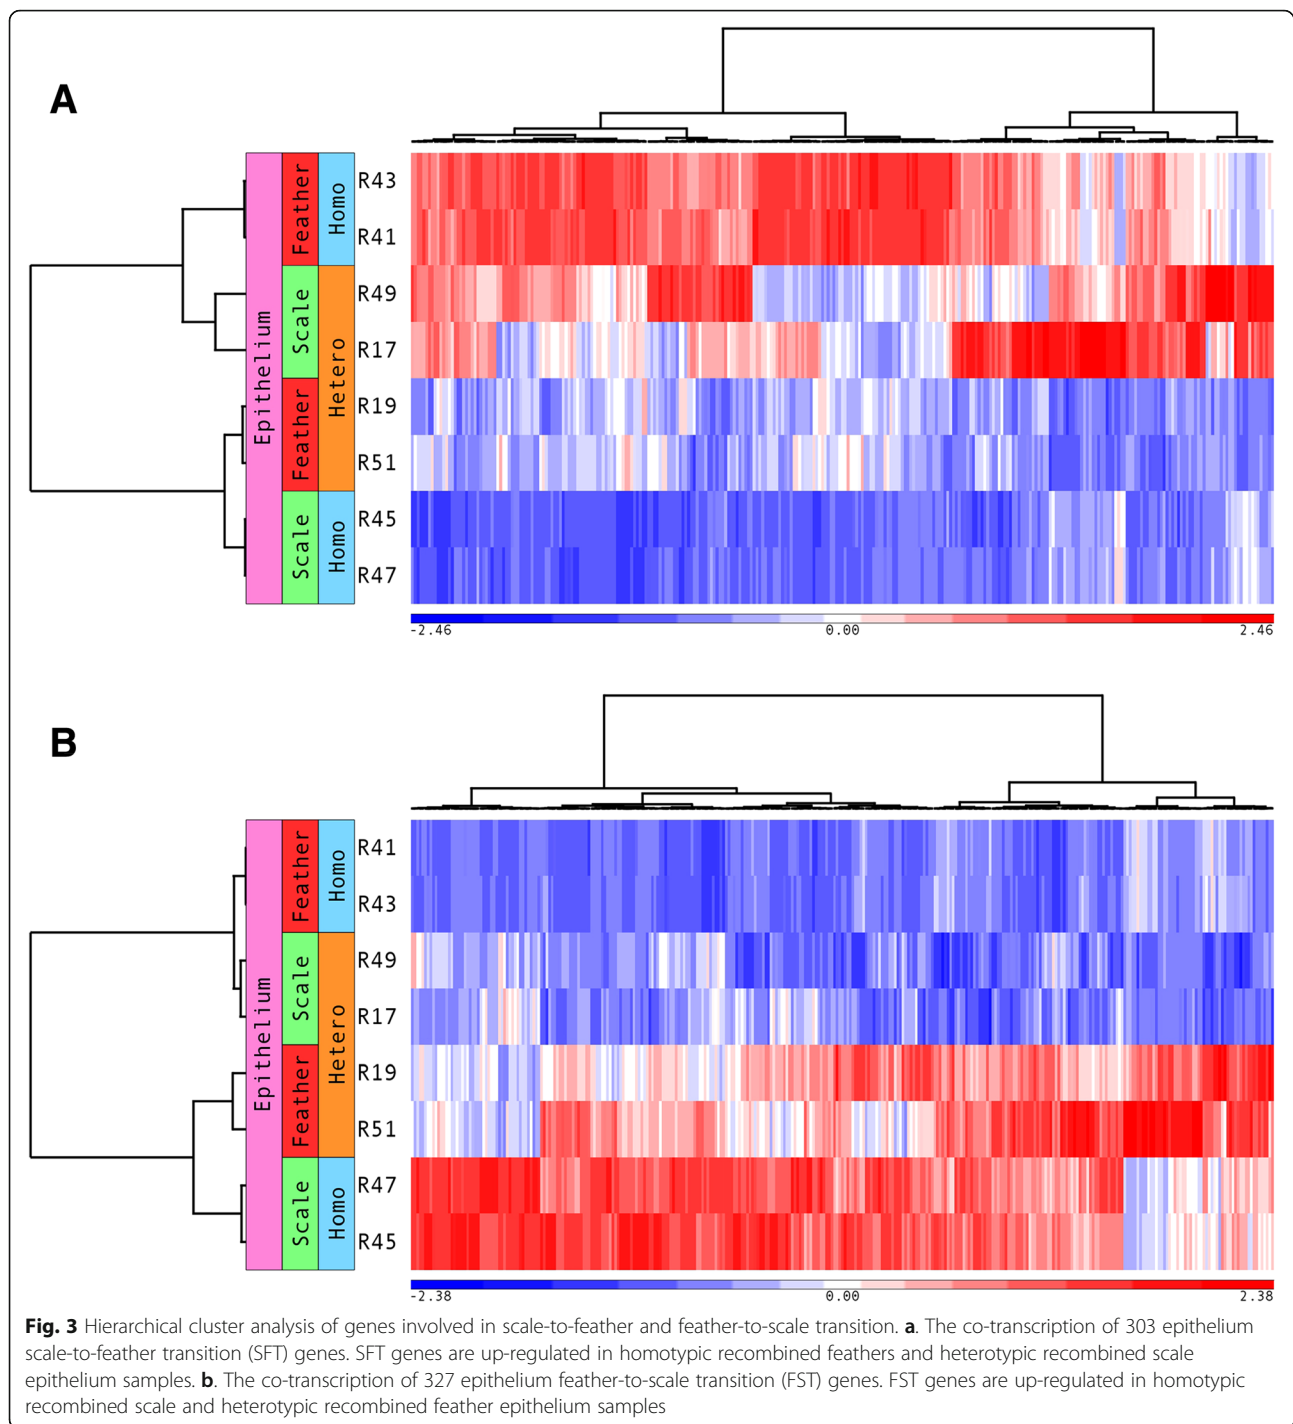 A
Epithelium
Feather
Scale
Feather
Scale
Homo
Hetero
Homo
R43
R41
R49
R17
R19
R51
R45
R47
-2.46 0.00 2.46
B
Epithelium
Feather
Scale
Feather
Scale
Homo
Hetero
Homo
R41
R43
R49
R17
R19
R51
R47
R45
-2.38 0.00 2.38
Fig. 3 Hierarchical cluster analysis of genes involved in scale-to-feather and feather-to-scale transition. a. The co-transcription of 303 epithelium
scale-to-feather transition (SFT) genes. SFT genes are up-regulated in homotypic recombined feathers and heterotypic recombined scale
epithelium samples. b. The co-transcription of 327 epithelium feather-to-scale transition (FST) genes. FST genes are up-regulated in homotypic
recombined scale and heterotypic recombined feather epithelium samples